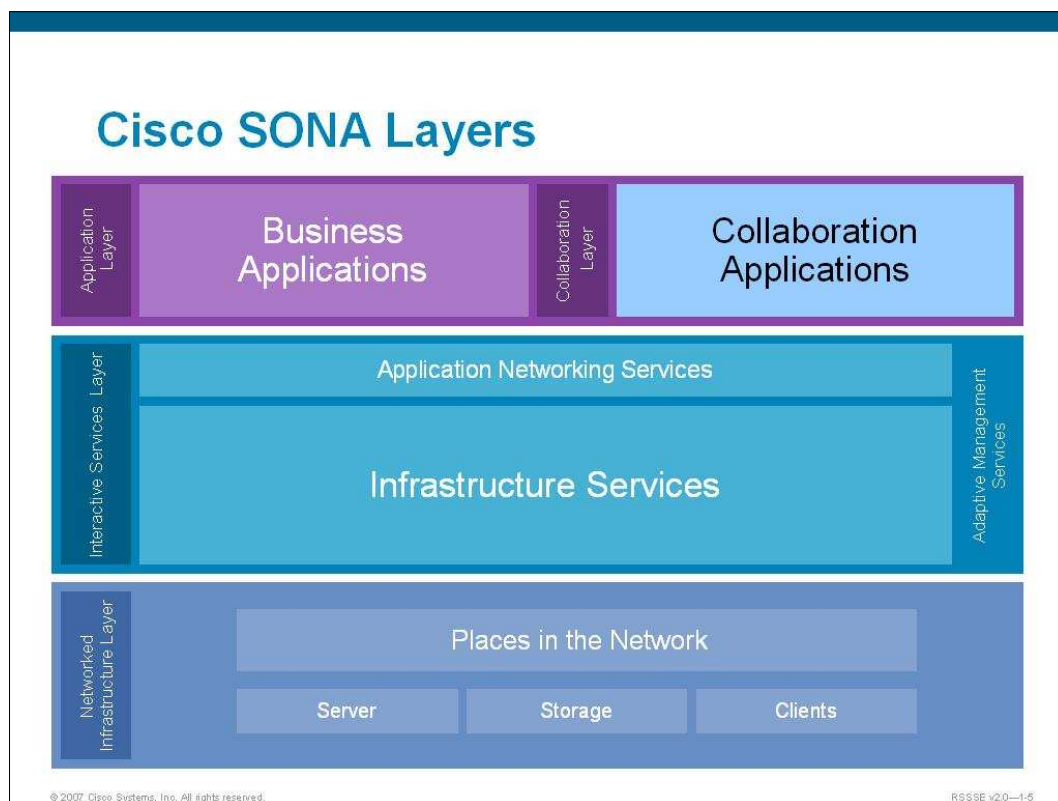 Cisco SONA Layers
Application
Layer
Business
Applications
Collaboration
Layer
Collaboration
Applications
Interactive Services Layer
Application Networking Services
Infrastructure Services
Adaptive Management
Services
Networked
Infrastructure Layer
Places in the Network
Server
Storage
Clients
© 2007 Cisco Systems, Inc. All rights reserved.
RSSSE v2.0—1-5